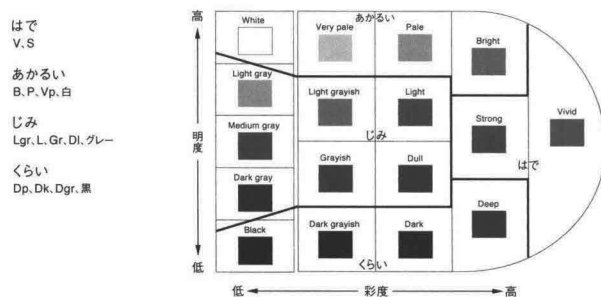 はで
V、S
あかるい
B、P、Vp、白
じみ
Lgr、L、Gr、Dl、グレー
くらい
Dp、Dk、Dgr、黒
高
明度
低
White
Very pale
あかるい
Pale
Bright
Light gray
Light grayish
Light
Vivid
Medium gray
じみ
Strong
はで
Grayish
Dull
Dark gray
Deep
Black
Dark grayish
Dark
くらい
低
彩度
高